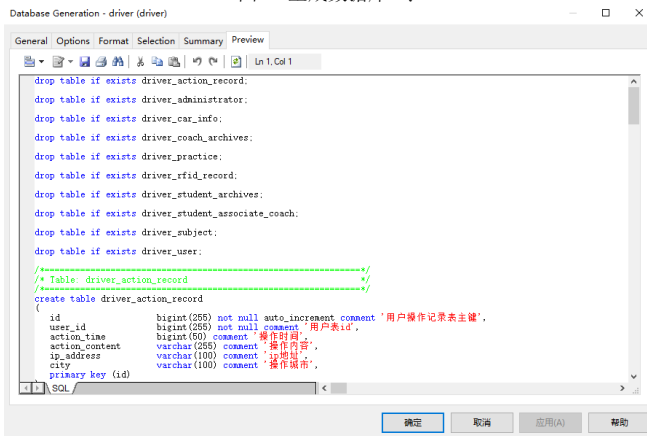 Database Generation - driver (driver)
General Options Format Selection Summary Preview
Ln 1, Col 1
drop table if exists driver_action_record;
drop table if exists driver_administrator;
drop table if exists driver_car_info;
drop table if exists driver_coach_archives;
drop table if exists driver_practice;
drop table if exists driver_rfid_record;
drop table if exists driver_student_archives;
drop table if exists driver_student_associate_coach;
drop table if exists driver_subject;
drop table if exists driver_user;
/*==============================================================*/
/* Table: driver_action_record */
/*==============================================================*/
create table driver_action_record
(
id bigint(255) not null auto_increment comment '用户操作记录表主键',
user_id bigint(255) not null comment '用户表id',
action_time bigint(50) comment '操作时间',
action_content varchar(255) comment '操作内容',
ip_address varchar(100) comment 'ip地址',
city varchar(100) comment '操作城市',
primary key (id)
SQL
确定 取消 应用(A) 帮助